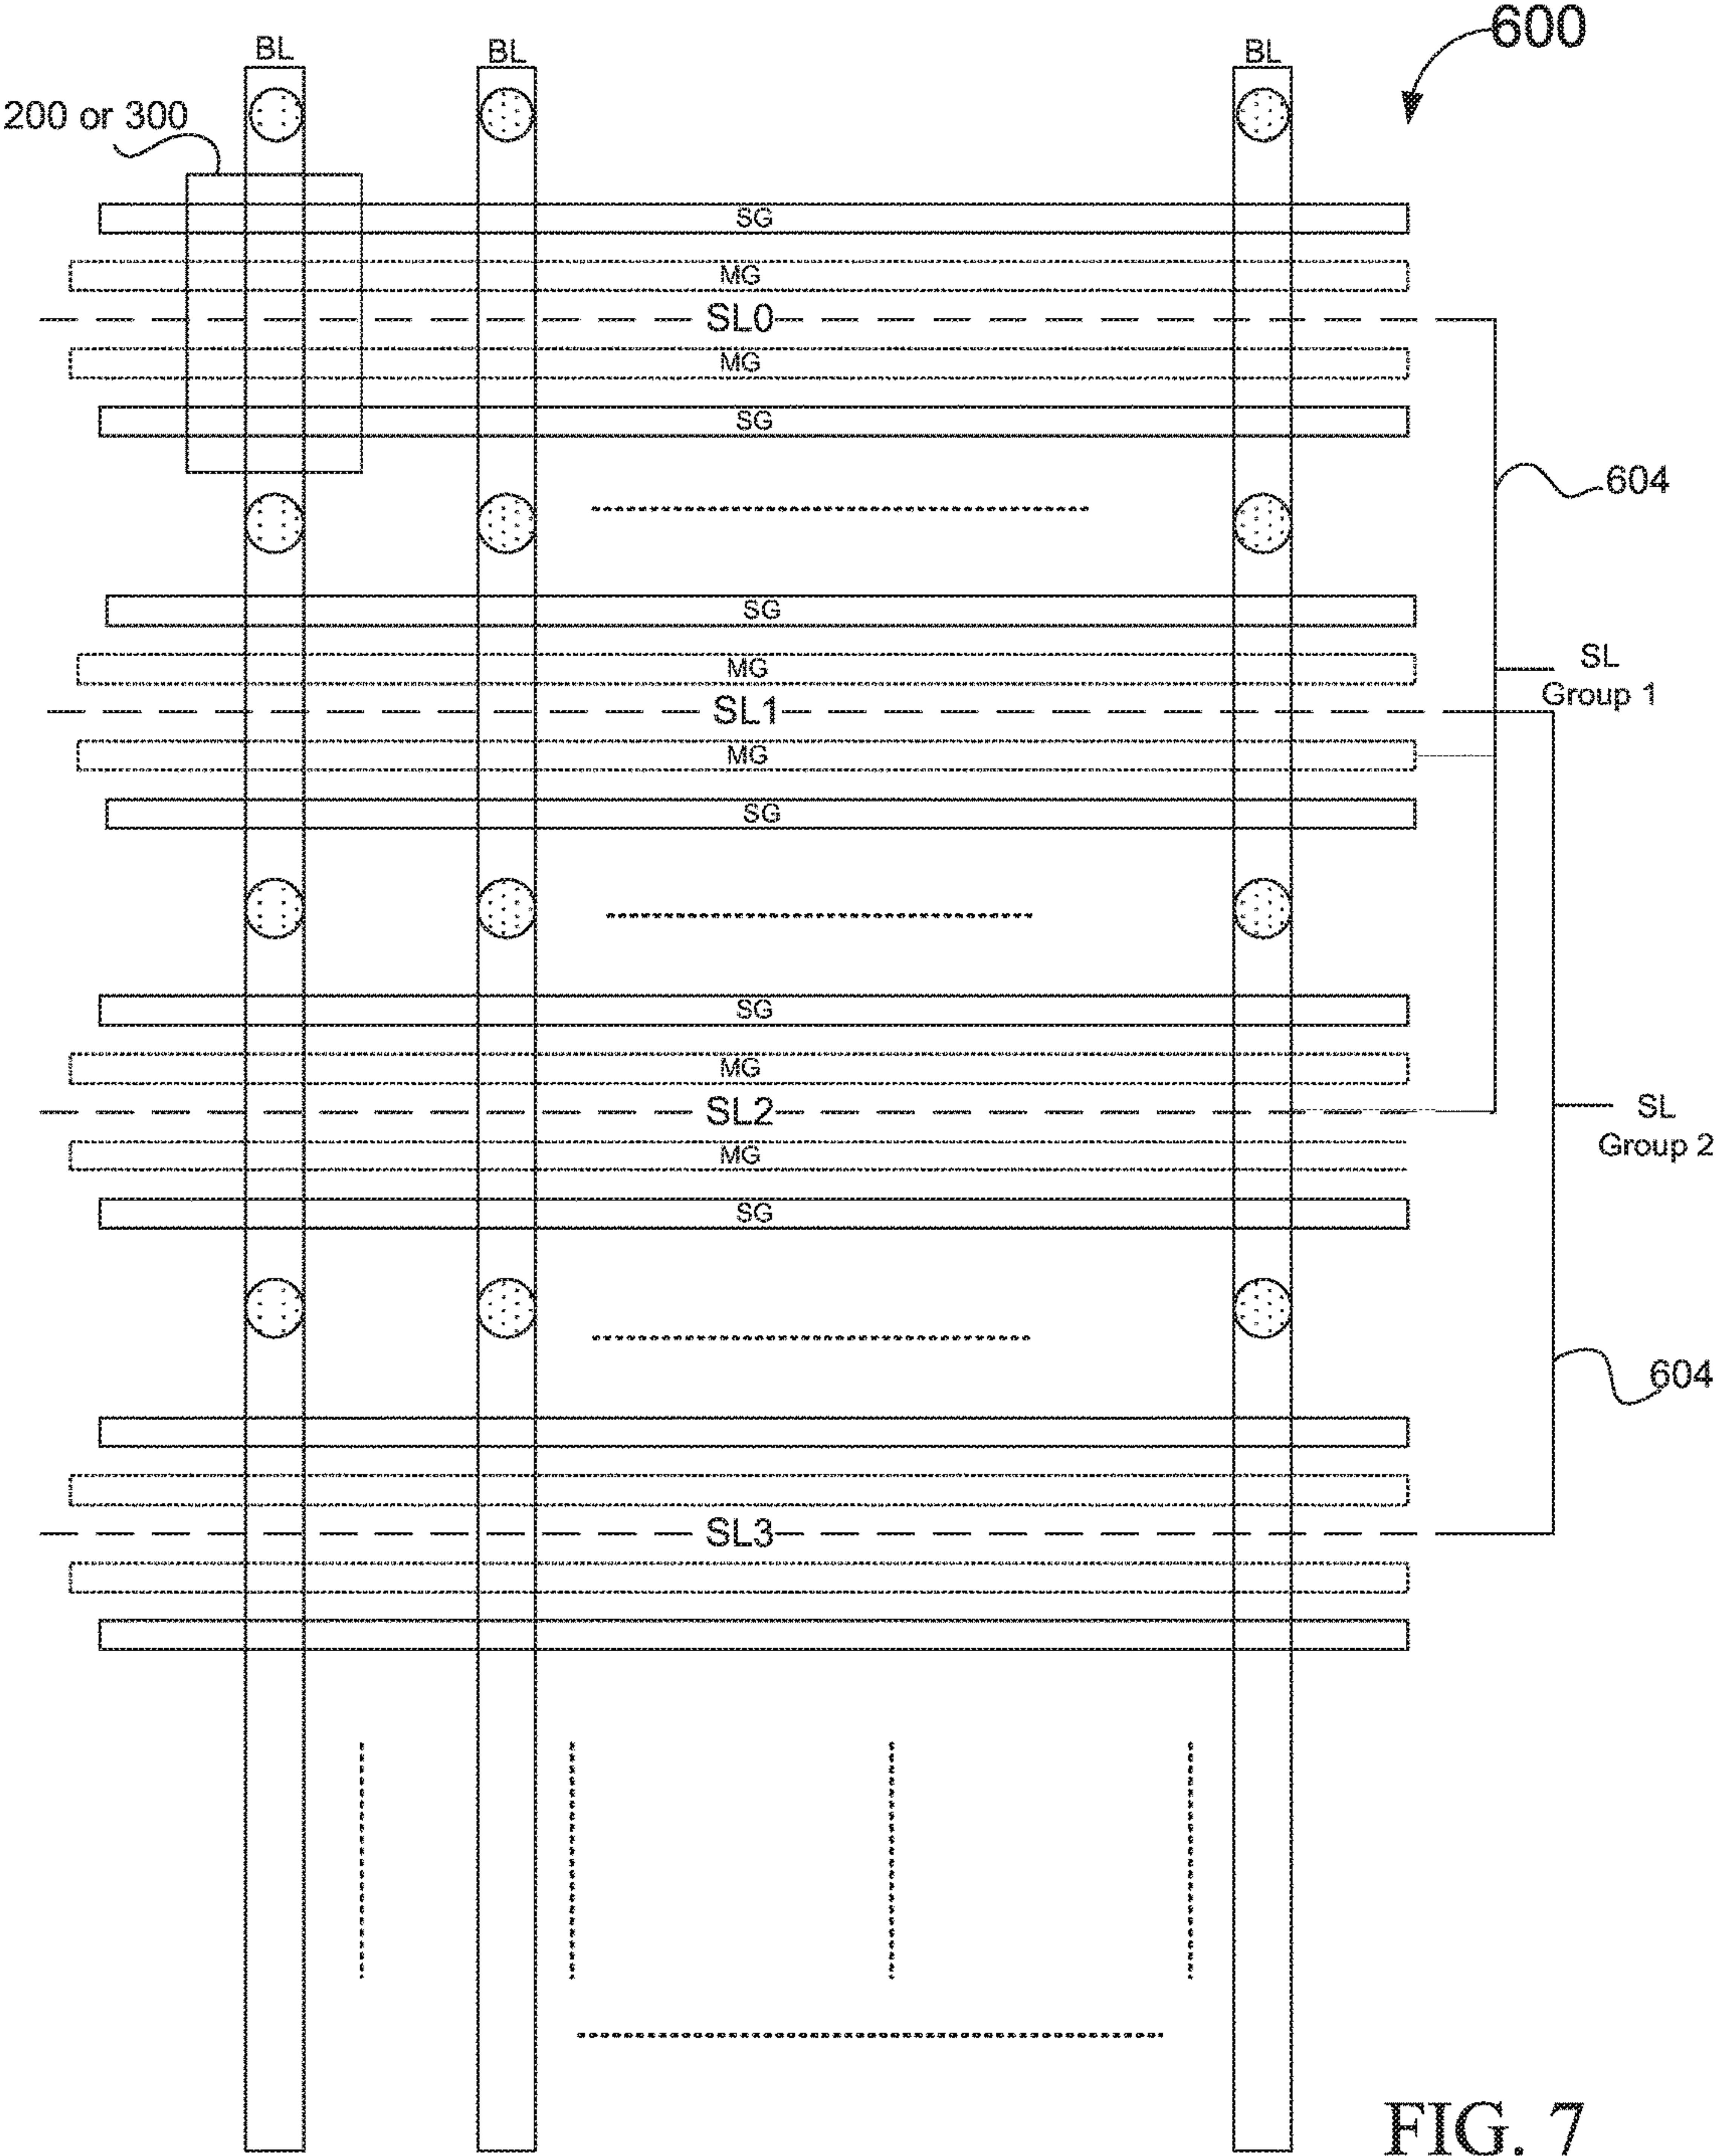 600
BL BL BL
200 or 300
SG
MG
SL0
MG
SG
604
SG
MG
SL
Group 1
SL1
MG
SG
SG
MG
SL2
SL
Group 2
MG
SG
604
SL3
FIG. 7